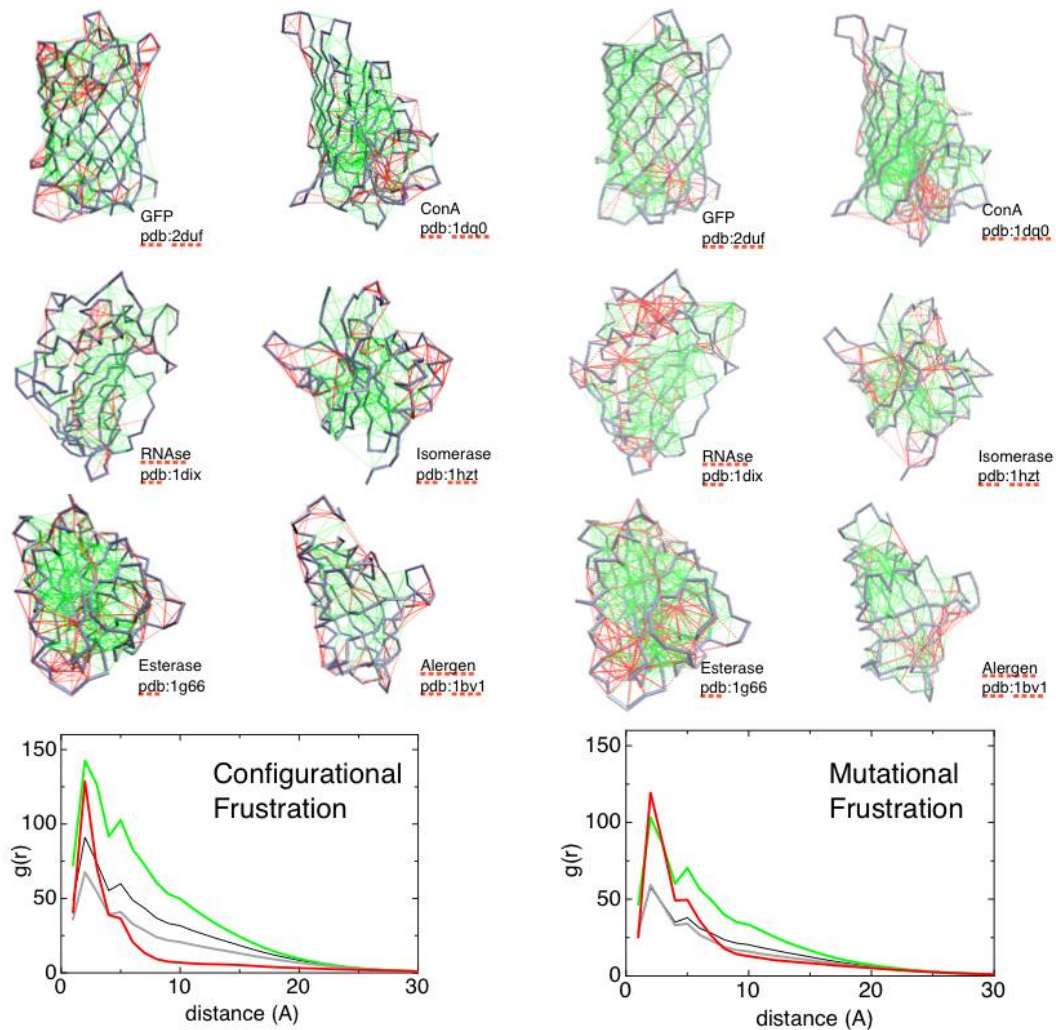 GFP
pdb:2duf
ConA
pdb:1dq0
GFP
pdb:2duf
ConA
pdb:1dq0
RNAse
pdb:1dix
Isomerase
pdb:1hzt
RNAse
pdb:1dix
Isomerase
pdb:1hzt
Esterase
pdb:1g66
Alergen
pdb:1bv1
Esterase
pdb:1g66
Alergen
pdb:1bv1
Configurational
Frustration
150
100
50
0
g(r)
0 10 20 30
distance (A)
Mutational
Frustration
150
100
50
0
g(r)
0 10 20 30
distance (A)